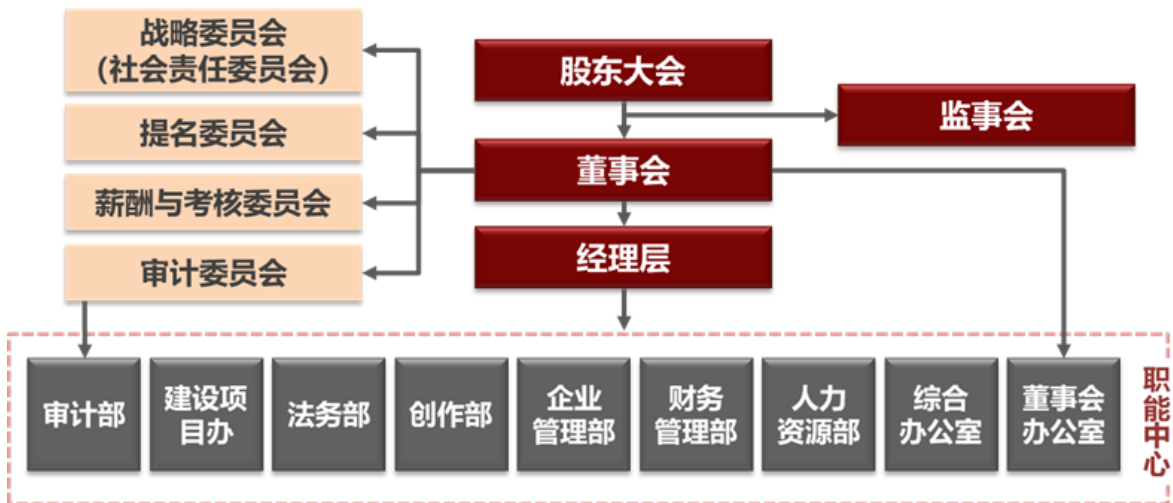 战略委员会
（社会责任委员会）
提名委员会
薪酬与考核委员会
审计委员会
股东大会
监事会
董事会
经理层
审计部
建设项
目办
法务部
创作部
企业
管理部
财务
管理部
人力
资源部
综合
办公室
董事会
办公室
职能中心